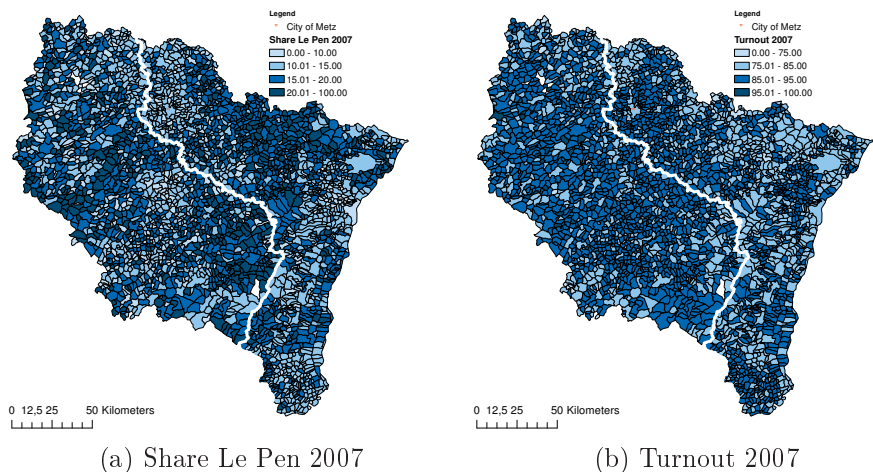 Legend
City of Metz
Share Le Pen 2007
0.00 - 10.00
10.01 - 15.00
15.01 - 20.00
20.01 - 100.00
0 12,5 25 50 Kilometers
(a) Share Le Pen 2007
Legend
City of Metz
Turnout 2007
0.00 - 75.00
75.01 - 85.00
85.01 - 95.00
95.01 - 100.00
0 12,5 25 50 Kilometers
(b) Turnout 2007